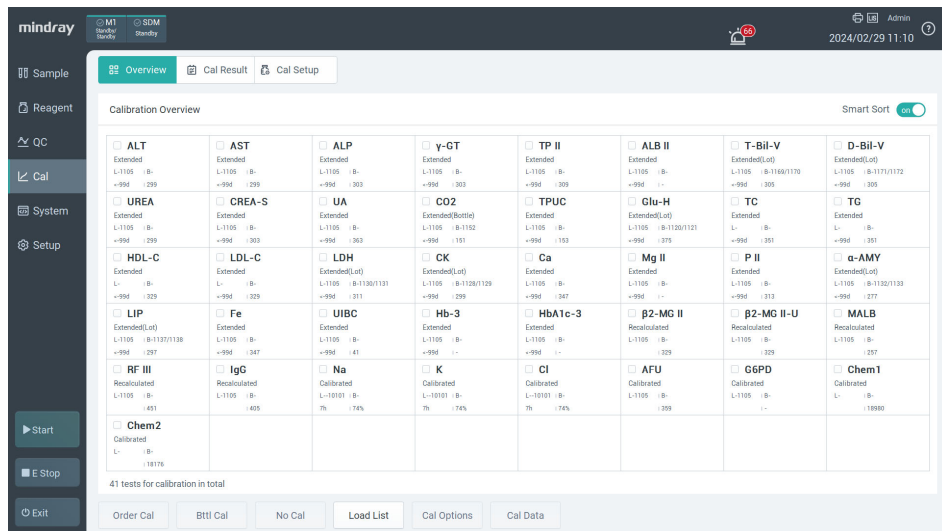 mindray
M1
Standby/
Standby
SDM
Standby
66
Admin
2024/02/29 11:10
?
Sample
Reagent
QC
Cal
System
Setup
Start
E Stop
Exit
Overview
Cal Result
Cal Setup
Calibration Overview
Smart Sort
on
ALT AST ALP γ-GT TP II ALB II T-Bil-V D-Bil-V
Extended Extended Extended Extended Extended Extended Extended(Lot) Extended(Lot)
L-1105 : B- L-1105 : B- L-1105 : B- L-1105 : B- L-1105 : B- L-1105 : B- L-1105 : B-1169/1170 L-1105 : B-1171/1172
<-99d : 299 <-99d : 299 <-99d : 303 <-99d : 303 <-99d : 309 <-99d : - <-99d : 305 <-99d : 305
UREA CREA-S UA CO2 TPUC Glu-H TC TG
Extended Extended Extended Extended(Bottle) Extended Extended(Lot) Extended Extended
L-1105 : B- L-1105 : B- L-1105 : B- L-1105 : B-1152 L-1105 : B- L-1105 : B-1120/1121 L- : B- L- : B-
<-99d : 299 <-99d : 303 <-99d : 363 <-99d : 151 <-99d : 153 <-99d : 375 <-99d : 351 <-99d : 351
HDL-C LDL-C LDH CK Ca Mg II P II α-AMY
Extended Extended Extended(Lot) Extended(Lot) Extended Extended Extended Extended(Lot)
L- : B- L- : B- L-1105 : B-1130/1131 L-1105 : B-1128/1129 L-1105 : B- L-1105 : B- L-1105 : B- L-1105 : B-1132/1133
<-99d : 329 <-99d : 329 <-99d : 311 <-99d : 299 <-99d : 347 <-99d : - <-99d : 313 <-99d : 277
LIP Fe UIBC Hb-3 HbA1c-3 β2-MG II β2-MG II-U MALB
Extended(Lot) Extended Extended Extended Extended Recalculated Recalculated Recalculated
L-1105 : B-1137/1138 L-1105 : B- L-1105 : B- L-1105 : B- L-1105 : B- L-1105 : B- L-1105 : B- L-1105 : B-
<-99d : 297 <-99d : 347 <-99d : 41 <-99d : - <-99d : - : 329 : 329 : 257
RF III IgG Na K Cl AFU G6PD Chem1
Recalculated Recalculated Calibrated Calibrated Calibrated Calibrated Calibrated Calibrated
L-1105 : B- L-1105 : B- L--10101 : B- L--10101 : B- L--10101 : B- L-1105 : B- L-1105 : B- L- : B-
: 451 : 405 7h : 74% 7h : 74% 7h : 74% : 359 : - : 18980
Chem2
Calibrated
L- : B-
: 18176
41 tests for calibration in total
Order Cal
Bttl Cal
No Cal
Load List
Cal Options
Cal Data